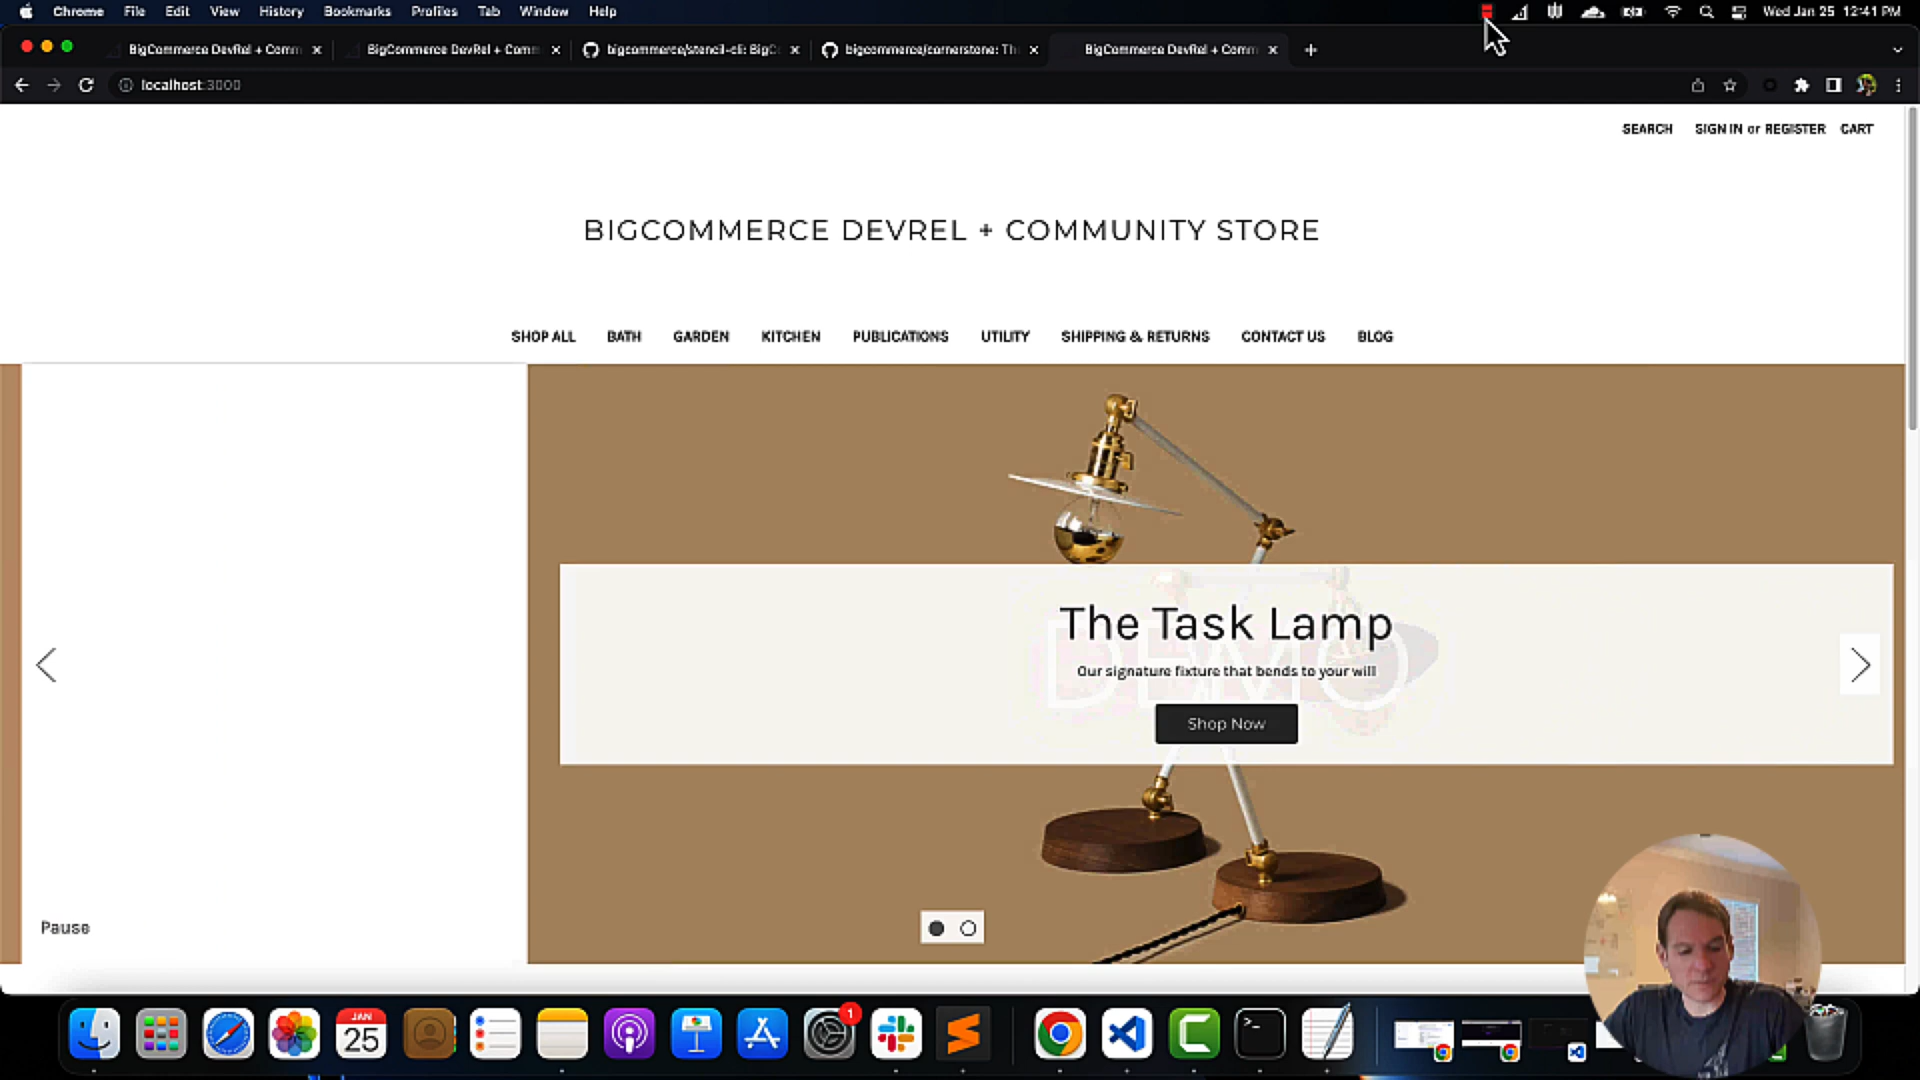 Chrome File Edit View History Bookmarks Profiles Tab Window Help Wed Jan 25 12:41 PM
BigCommerce DevRel + Comm BigCommerce DevRel + Comm bigcommerce/stencil-cli: BigC bigcommerce/cornerstone: Th BigCommerce DevRel + Comm
localhost:3000
SEARCH SIGN IN or REGISTER CART
BIGCOMMERCE DEVREL + COMMUNITY STORE
SHOP ALL BATH GARDEN KITCHEN PUBLICATIONS UTILITY SHIPPING & RETURNS CONTACT US BLOG
The Task Lamp
DEMO
Our signature fixture that bends to your will
Shop Now
Pause
JAN
25
1